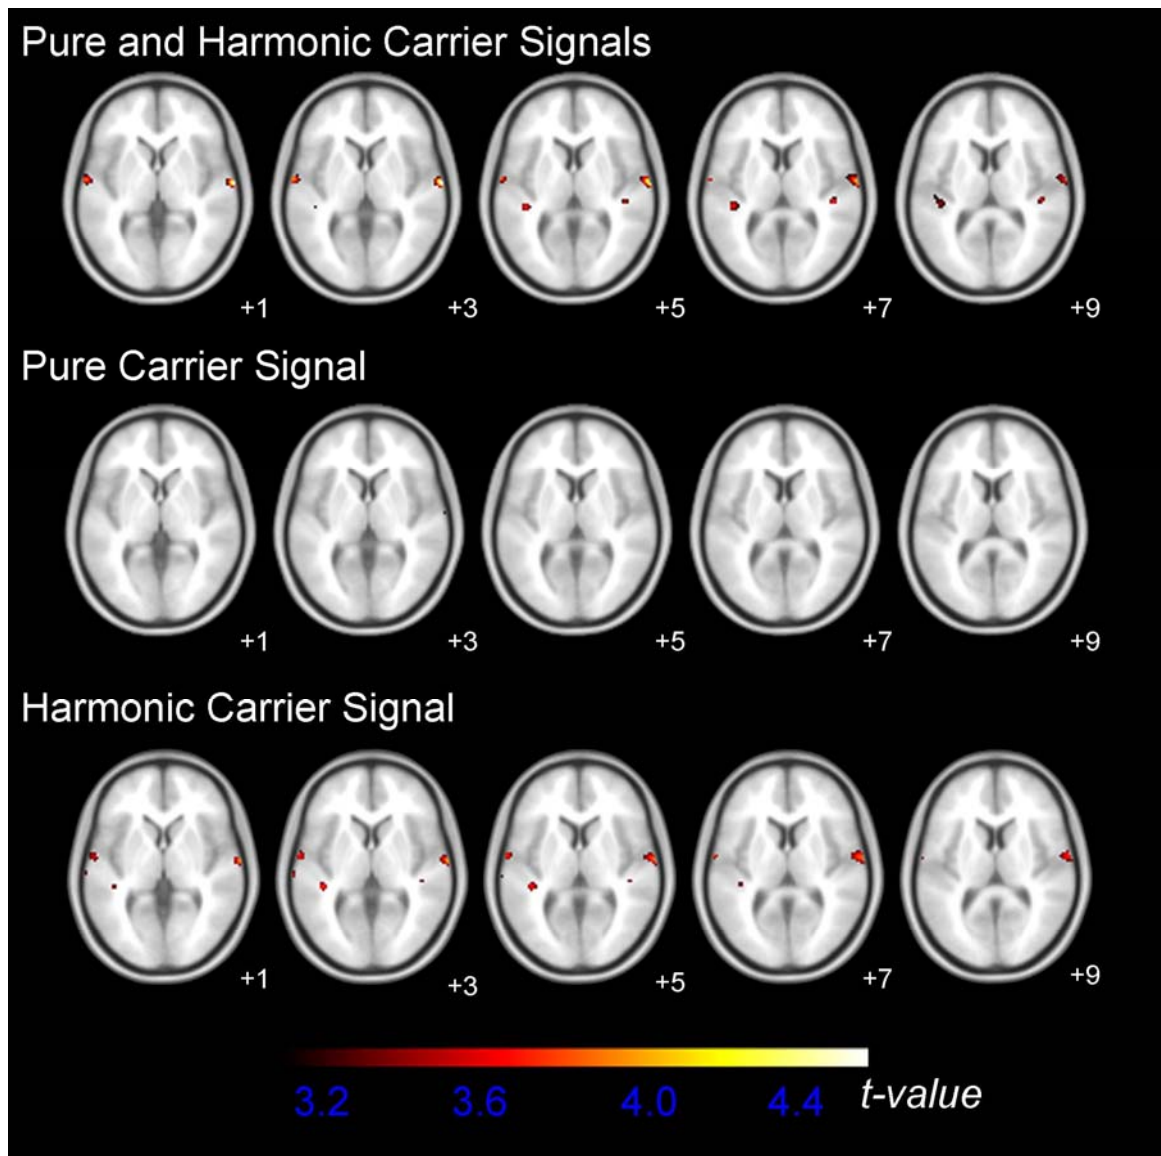 Pure and Harmonic Carrier Signals
+1 +3 +5 +7 +9
Pure Carrier Signal
+1 +3 +5 +7 +9
Harmonic Carrier Signal
+1 +3 +5 +7 +9
3.2 3.6 4.0 4.4 t-value